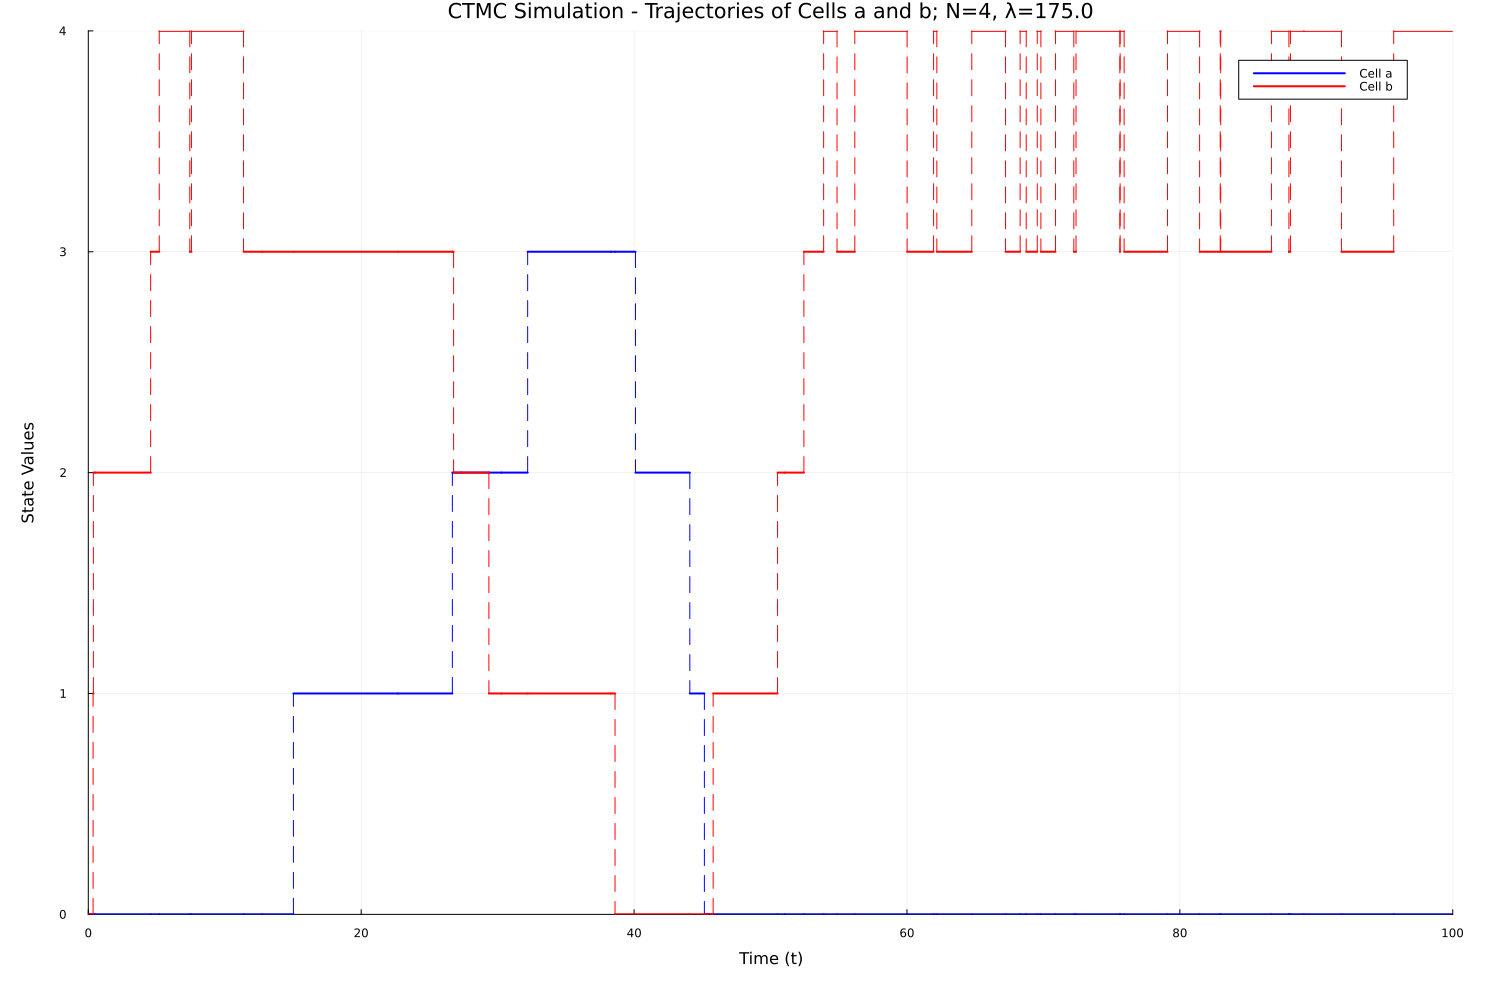 CTMC Simulation - Trajectories of Cells a and b; N=4, λ=175.0
4
Cell a
Cell b
3
State Values
2
1
0
0 20 40 60 80 100
Time (t)